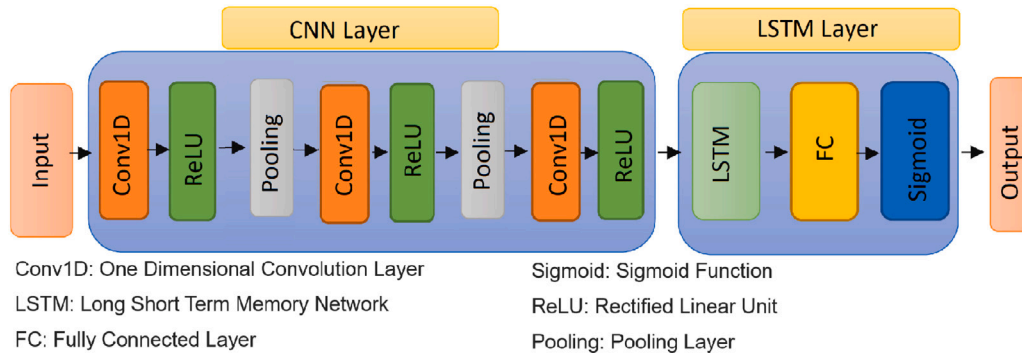 CNN Layer
LSTM Layer
Input
Conv1D
ReLU
Pooling
Conv1D
ReLU
Pooling
Conv1D
ReLU
LSTM
FC
Sigmoid
Output
Conv1D: One Dimensional Convolution Layer
LSTM: Long Short Term Memory Network
FC: Fully Connected Layer
Sigmoid: Sigmoid Function
ReLU: Rectified Linear Unit
Pooling: Pooling Layer